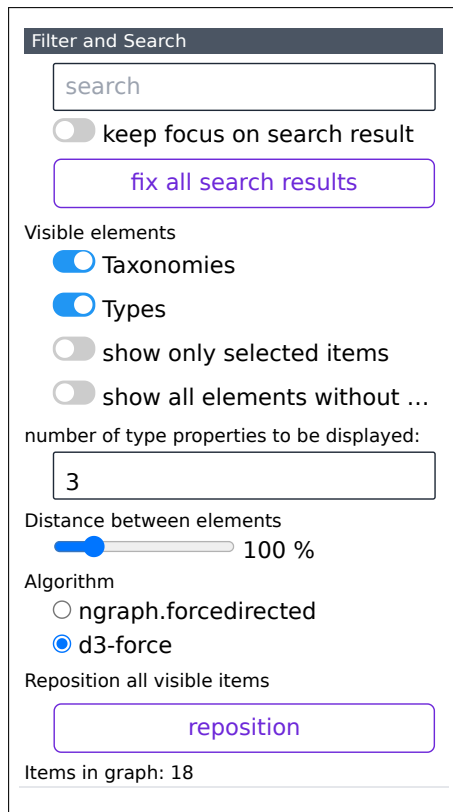 Filter and Search
search
keep focus on search result
fix all search results
Visible elements
Taxonomies
Types
show only selected items
show all elements without ...
number of type properties to be displayed:
3
Distance between elements
100 %
Algorithm
ngraph.forcedirected
d3-force
Reposition all visible items
reposition
Items in graph: 18